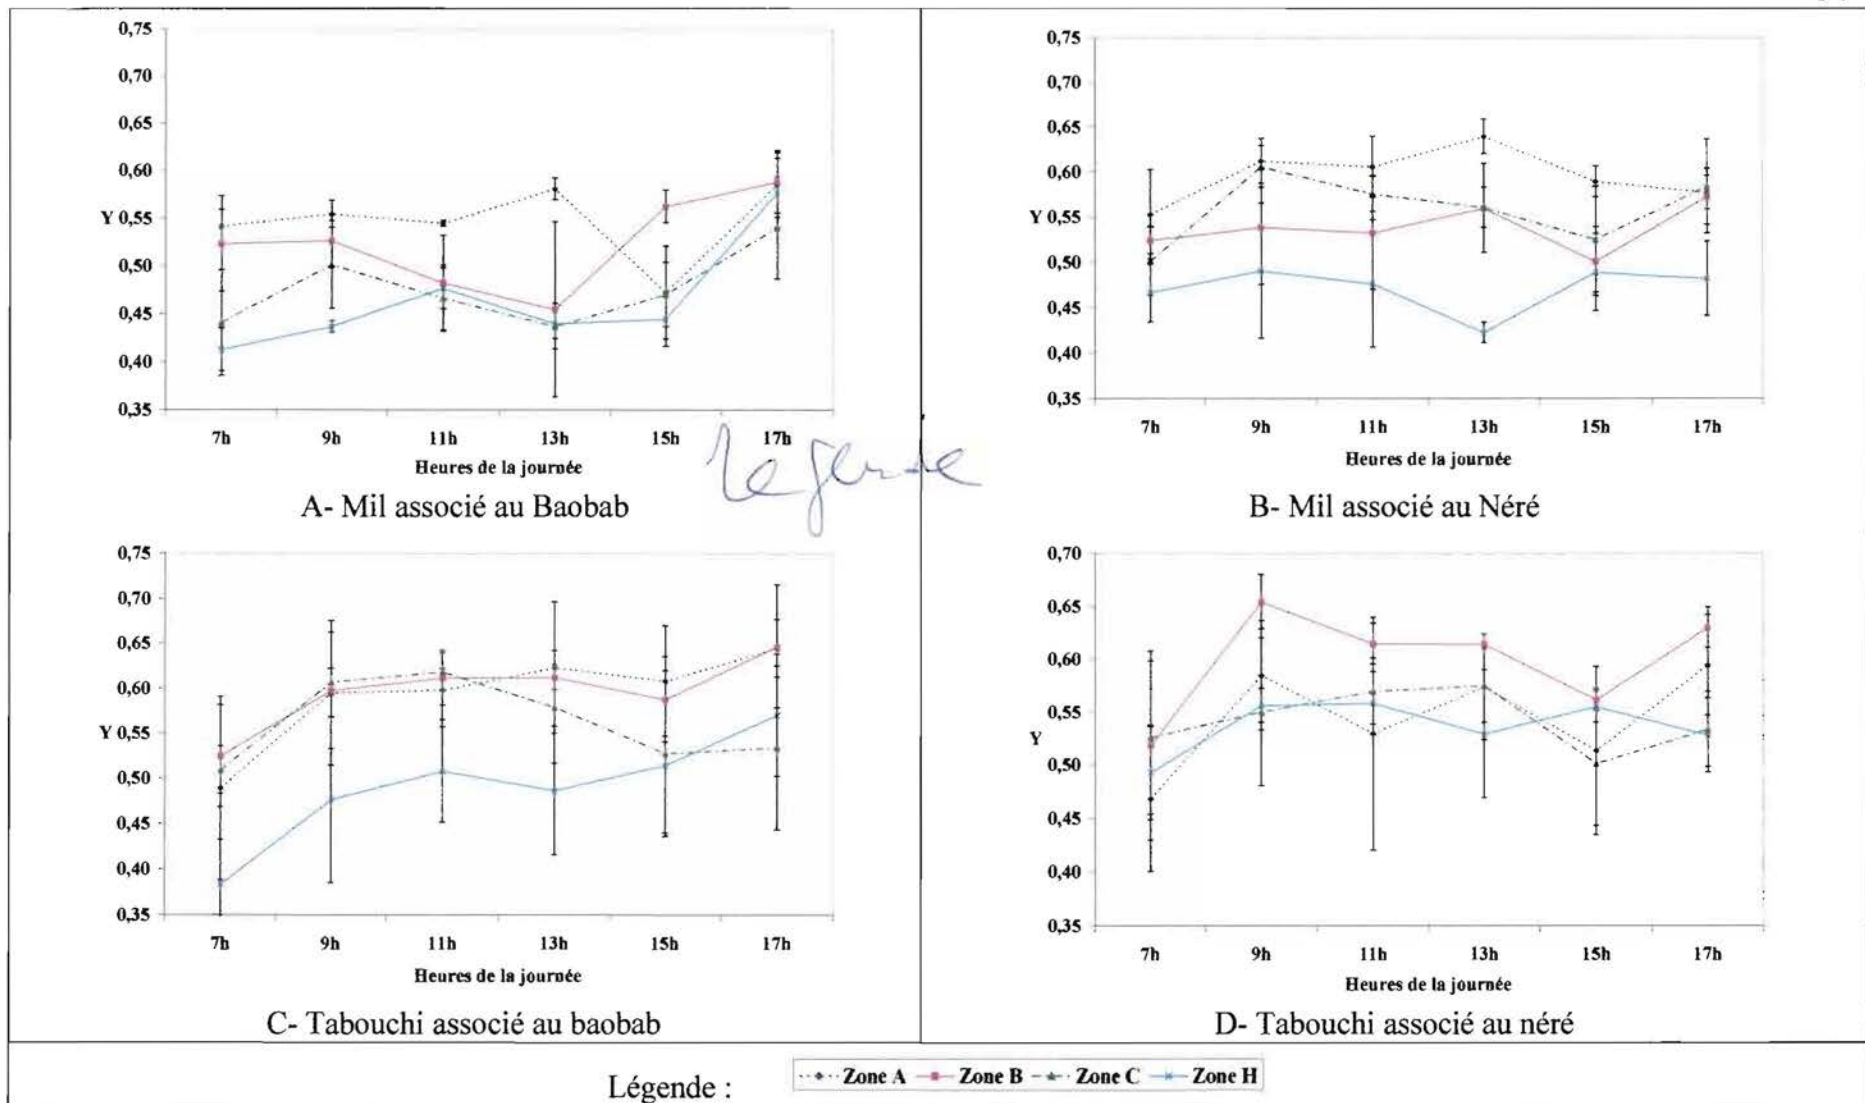 0,75
0,70
0,65
0,60
Y 0,55
0,50
0,45
0,40
0,35
7h 9h 11h 13h 15h 17h
Heures de la journée
A- Mil associé au Baobab
0,75
0,70
0,65
0,60
Y 0,55
0,50
0,45
0,40
0,35
7h 9h 11h 13h 15h 17h
Heures de la journée
B- Mil associé au Néré
Légende
0,75
0,70
0,65
0,60
Y 0,55
0,50
0,45
0,40
0,35
7h 9h 11h 13h 15h 17h
Heures de la journée
C- Tabouchi associé au baobab
0,70
0,65
0,60
0,55
Y
0,50
0,45
0,40
0,35
7h 9h 11h 13h 15h 17h
Heures de la journée
D- Tabouchi associé au néré
Légende : Zone A Zone B Zone C Zone H